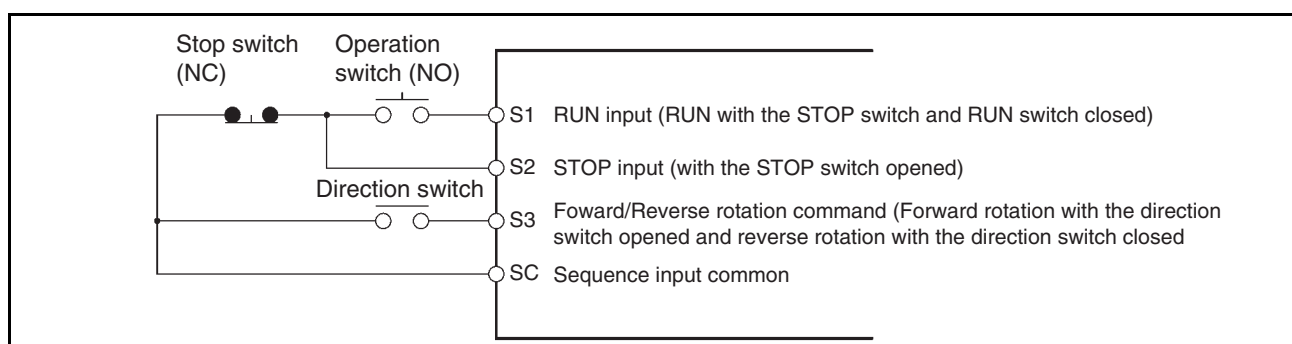 Stop switch
(NC)
Operation
switch (NO)
S1 RUN input (RUN with the STOP switch and RUN switch closed)
S2 STOP input (with the STOP switch opened)
Direction switch
S3 Foward/Reverse rotation command (Forward rotation with the direction
switch opened and reverse rotation with the direction switch closed
SC Sequence input common